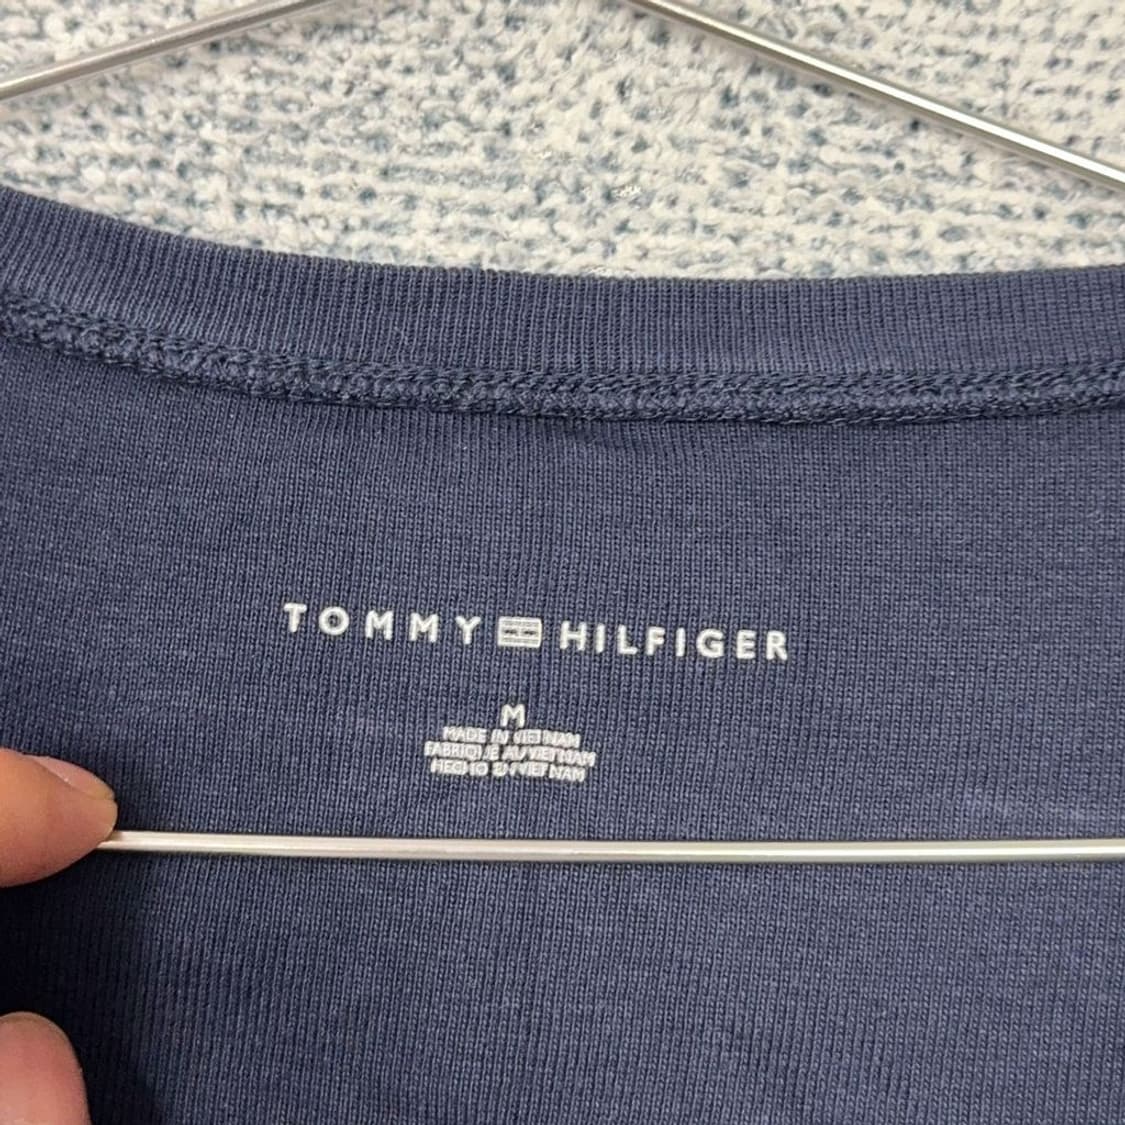 TOMMY HILFIGER
M
MADE IN VIETNAM
FABRIQUE AU VIETNAM
HECHO EN VIETNAM